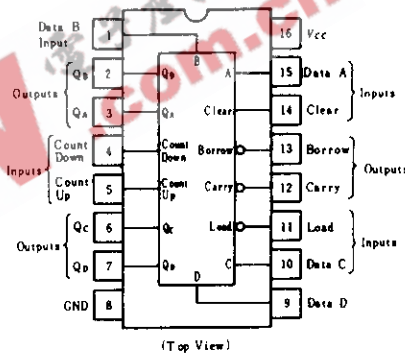 Data B
Input
1
16
Vcc
B
QB
2
QB
A
15
Data A
Outputs
Inputs
QA
3
QA
Clear
14
Clear
Count
Down
4
Count
Down
Borrow
13
Borrow
Inputs
Outputs
Count
Up
5
Count
Up
Carry
12
Carry
QC
6
QC
Load
11
Load
Outputs
Inputs
QD
7
QD
C
10
Data C
D
GND
8
9
Data D
(Top View)
.com.cn